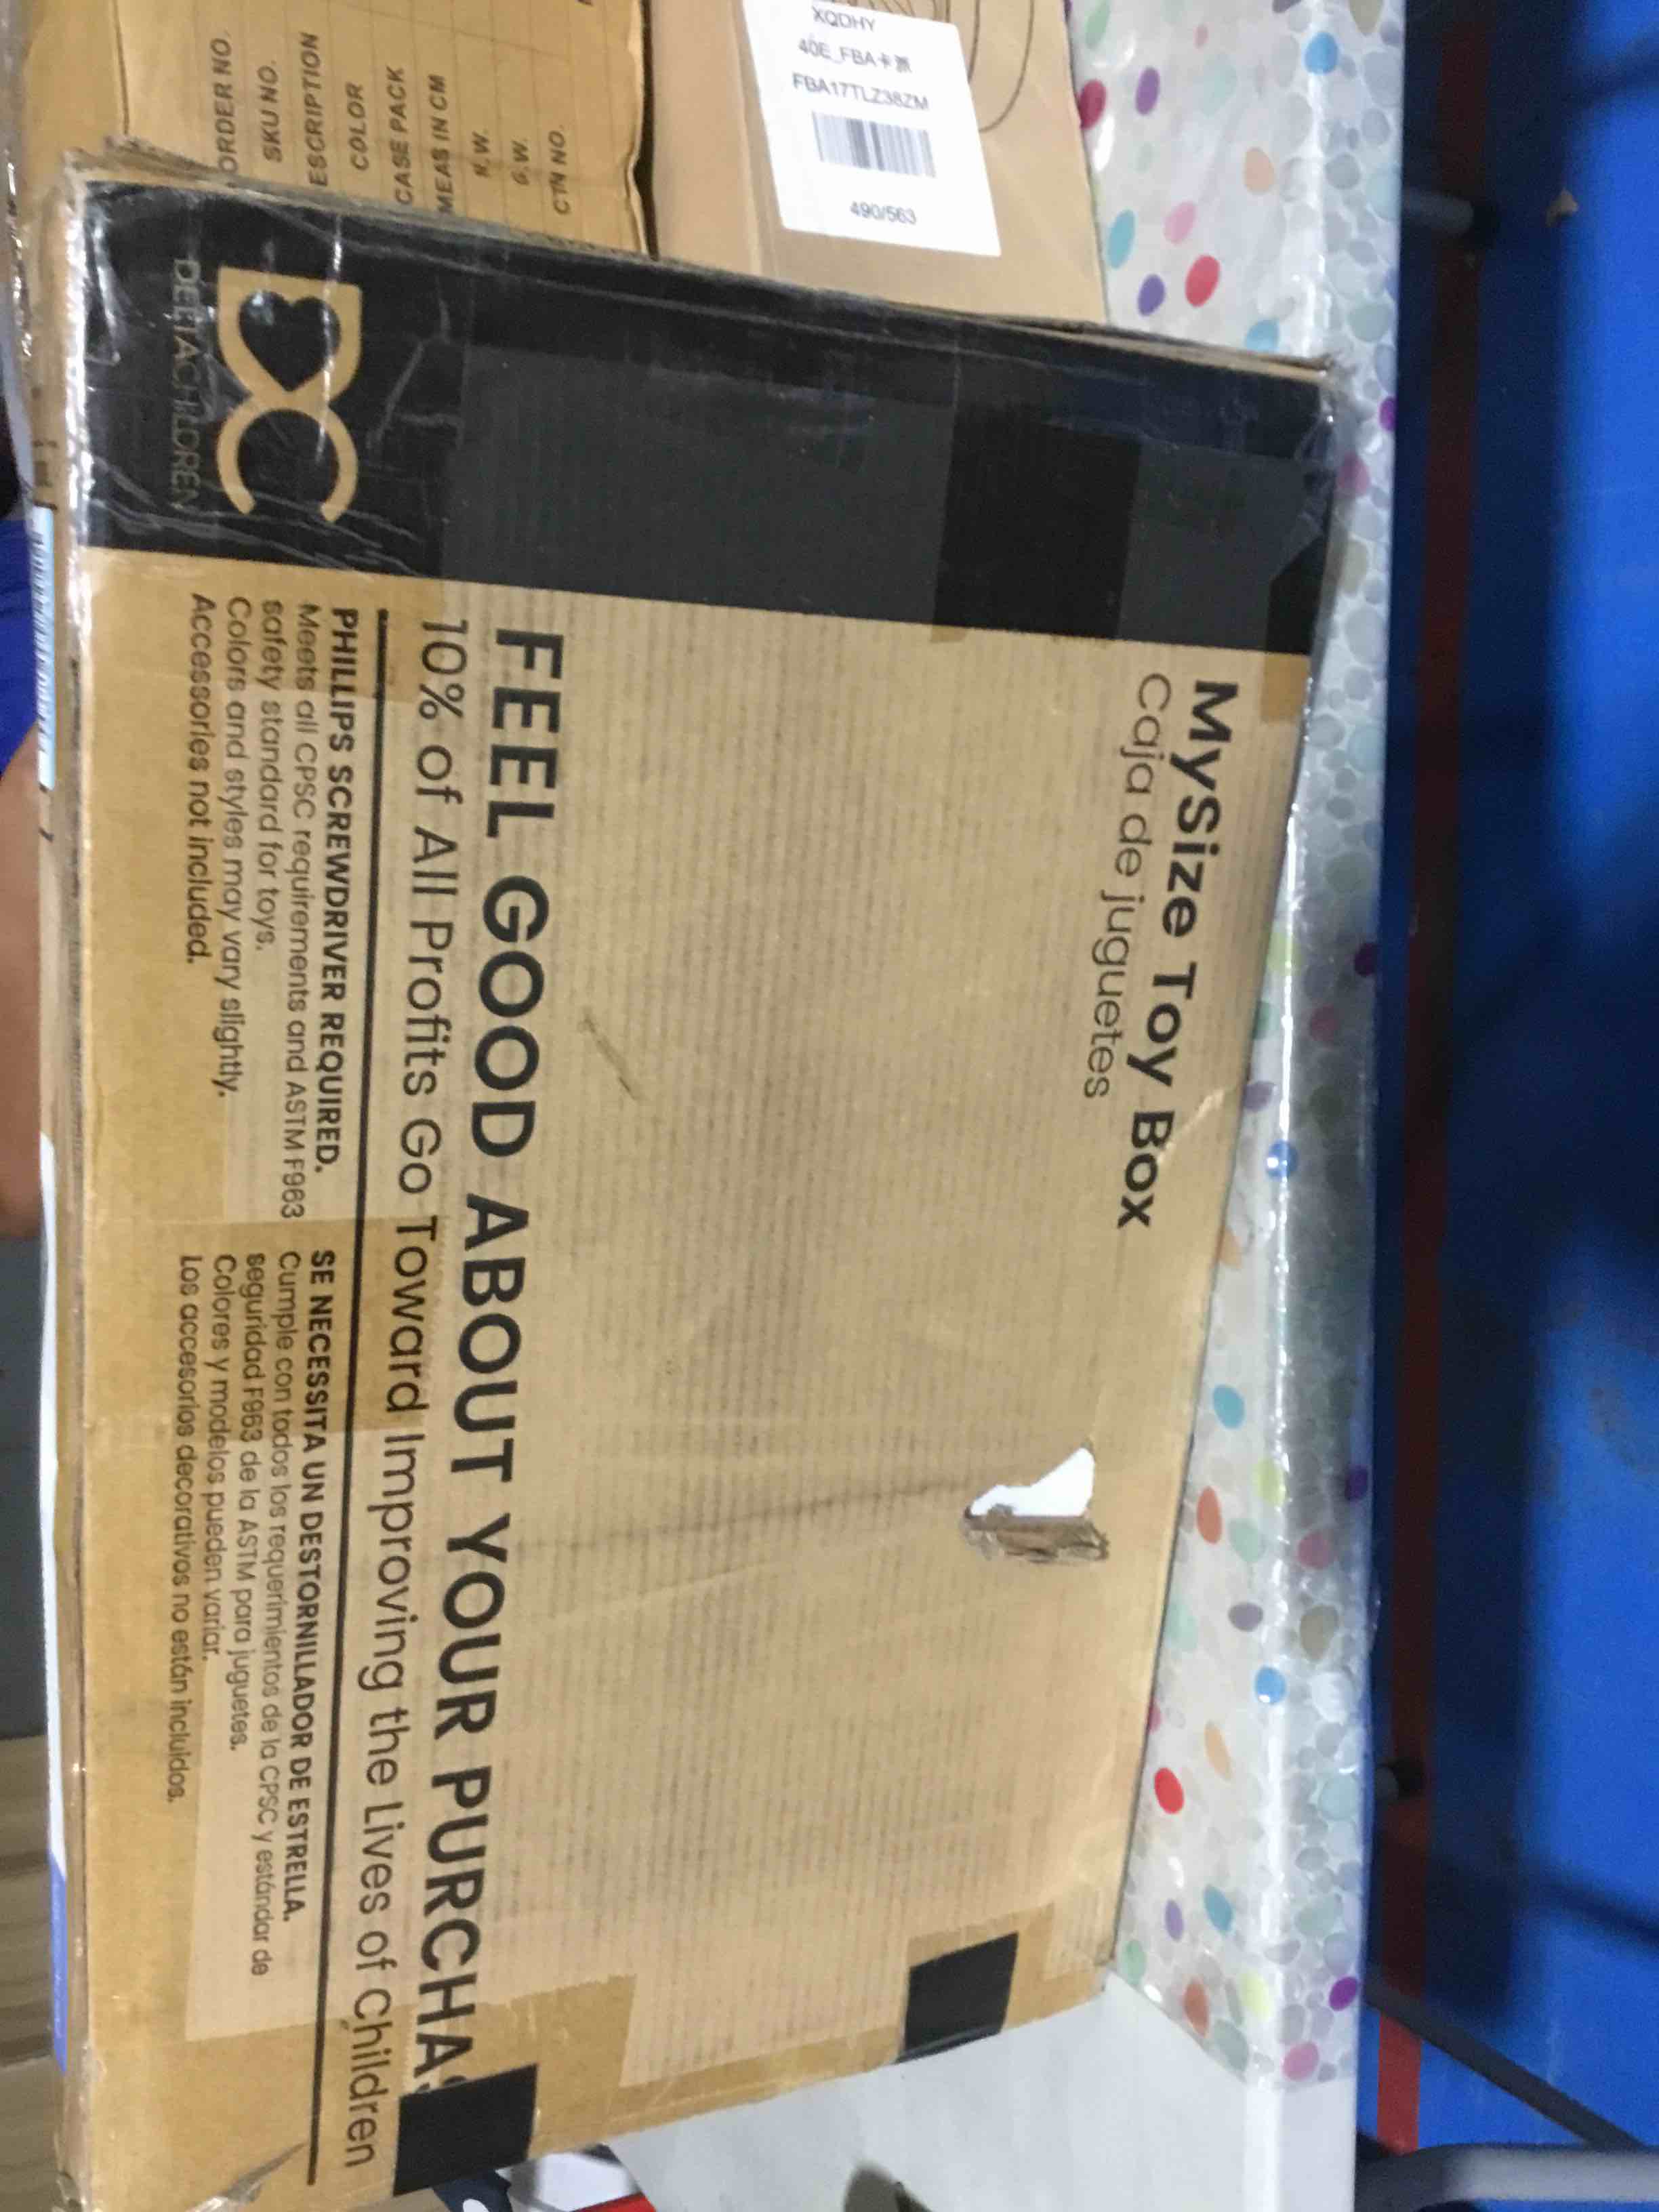 MySize Toy Box
Caja de juguetes
FEEL GOOD ABOUT YOUR PURCHA
10% of All Profits Go Toward Improving the Lives of Children
PHILLIPS SCREWDRIVER REQUIRED.
Meets all CPSC requirements and ASTM F963
safety standard for toys.
Colors and styles may vary slightly.
Accessories not included.
SE NECESSITA UN DESTORNILLADOR DE ESTRELLA.
Cumple con todos los requerimientos de la CPSC y estándar de
seguridad F963 de la ASTM para juguetes.
Colores y modelos pueden variar.
Los accesorios decorativos no están incluidos.
DC
DELTA CHILDREN
XQDHY
40E_FBA卡派
FBA17TLZ38ZM
490/563
ORDER NO.
SKU NO.
ESCRIPTION
COLOR
CASE PACK
MEAS IN CM
N.W.
G.W.
CTN NO.